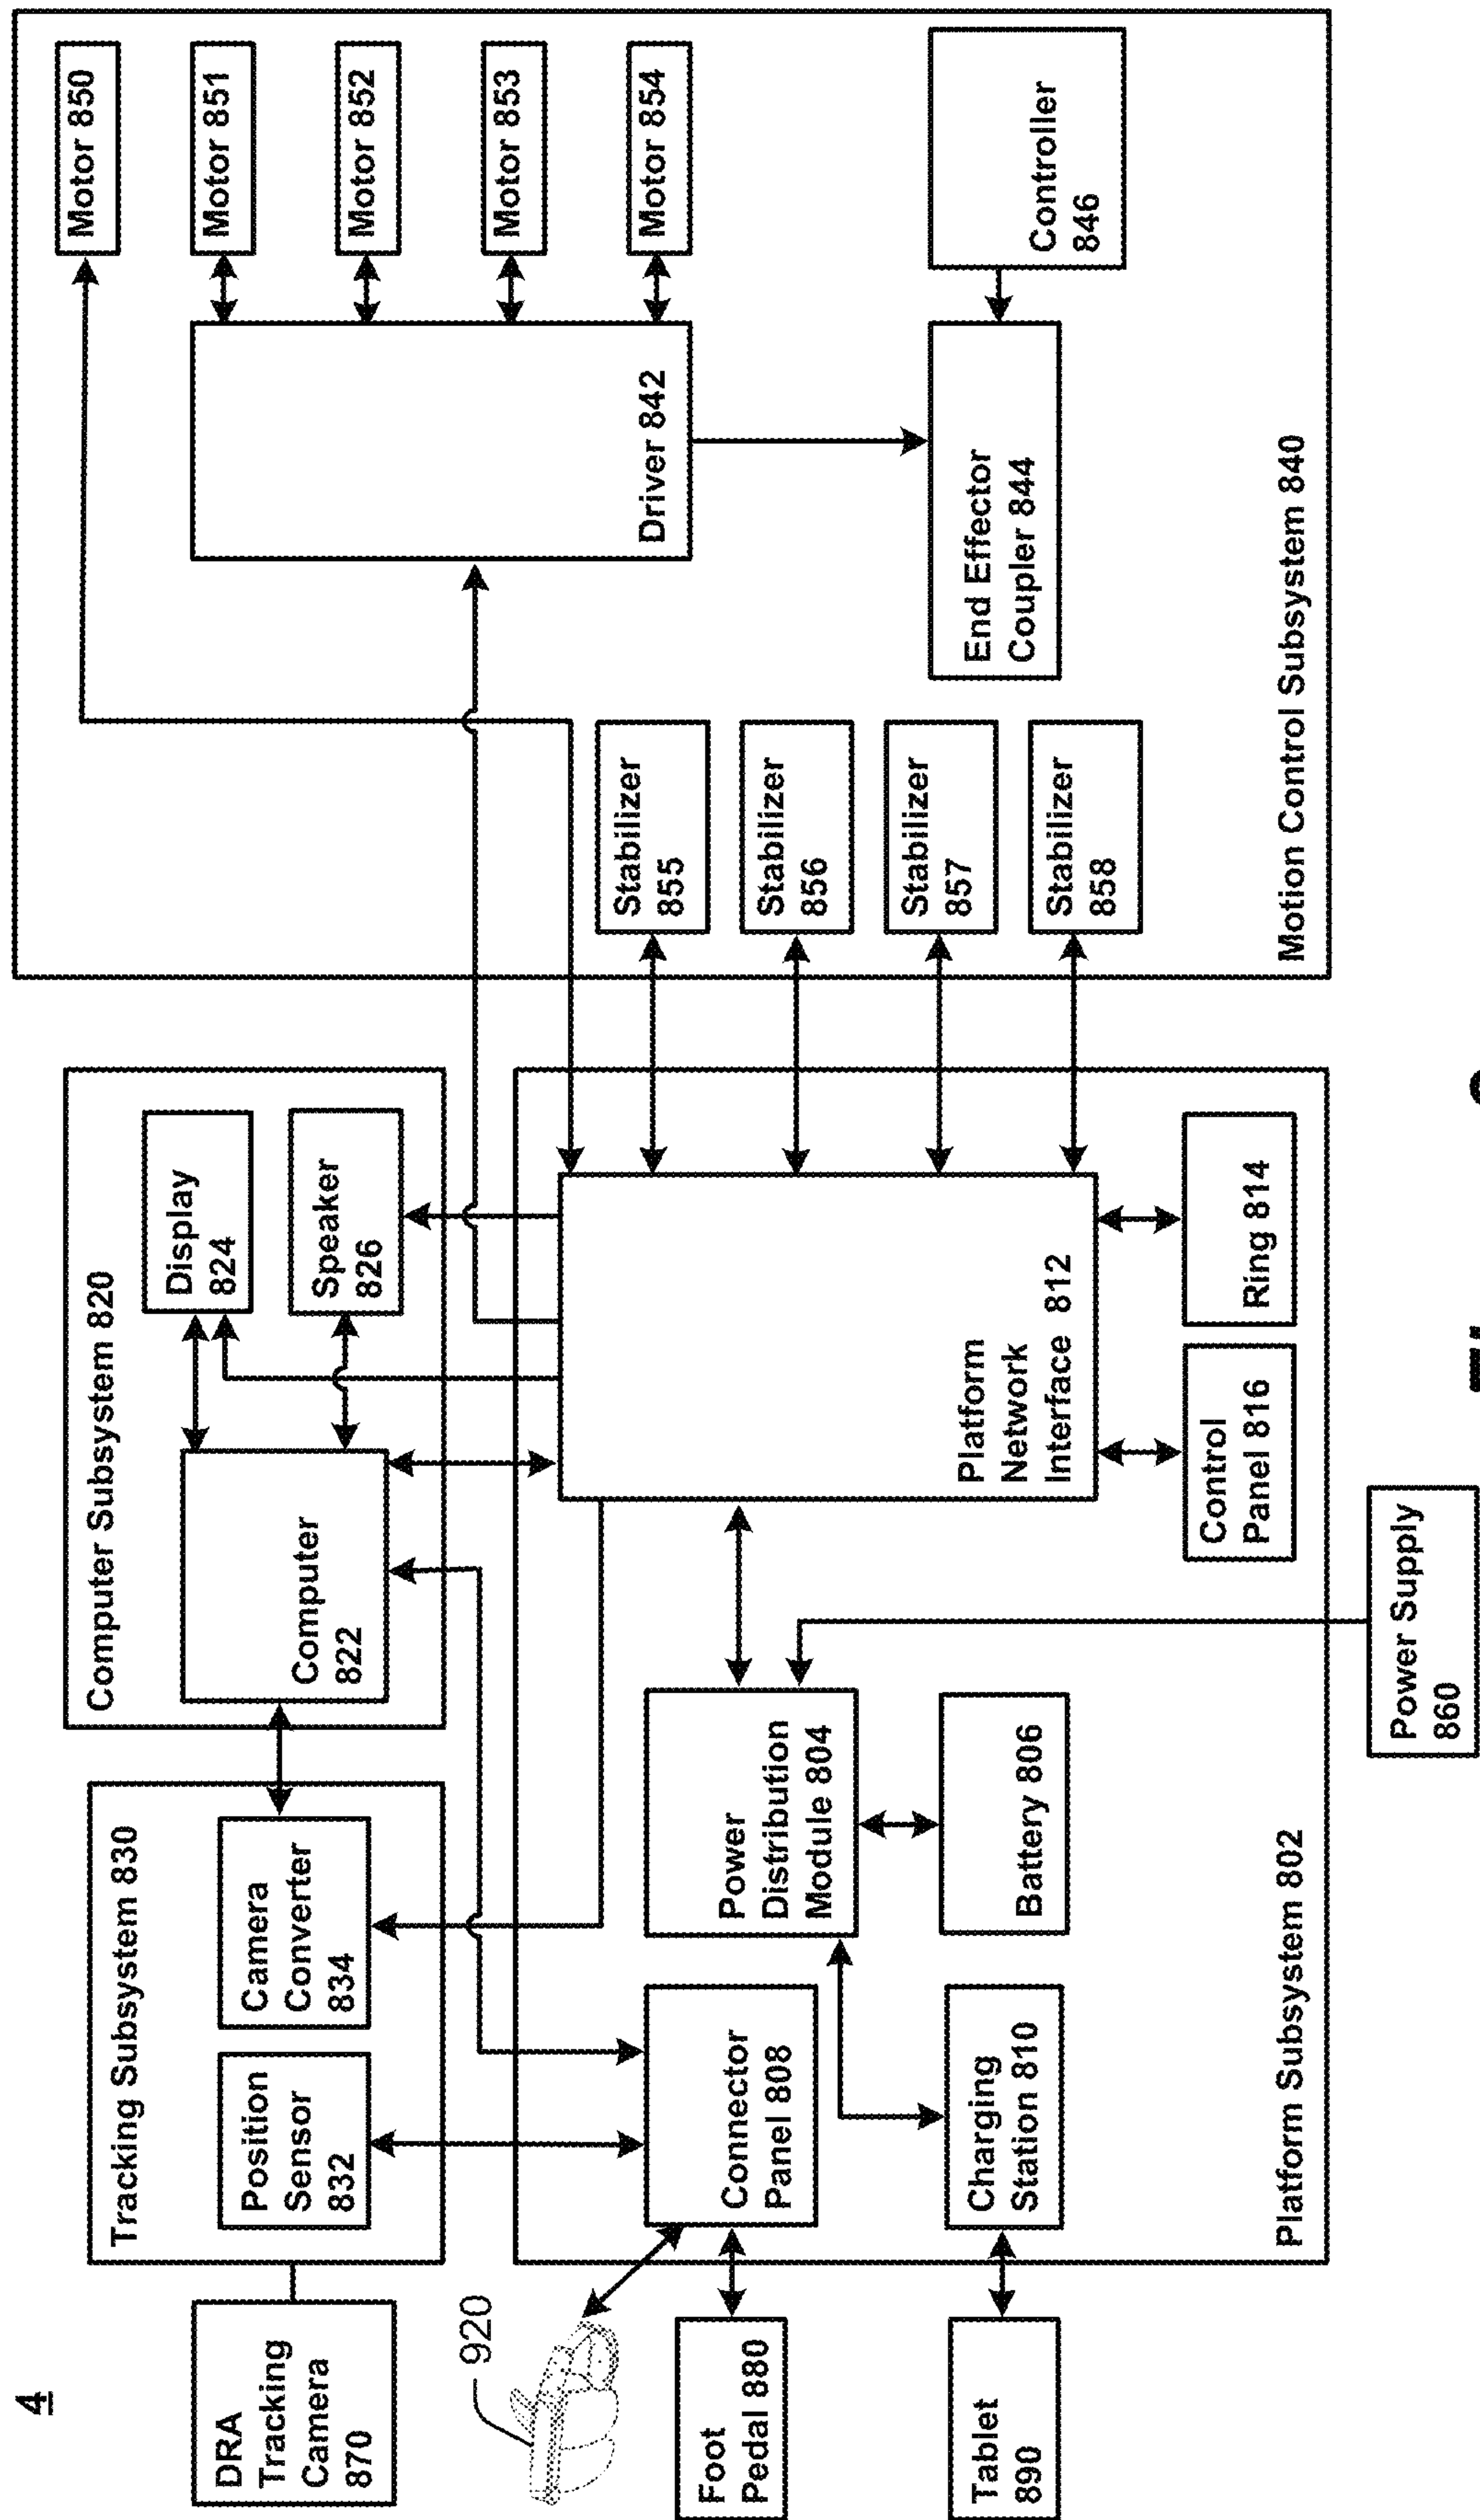 4
DRA
Tracking
Camera
870
920
Foot
Pedal 880
Tablet
890
Tracking Subsystem 830
Position
Sensor
832
Camera
Converter
834
Computer Subsystem 820
Computer
822
Display
824
Speaker
826
Platform Subsystem 802
Connector
Panel 808
Charging
Station 810
Power
Distribution
Module 804
Battery 806
Platform
Network
Interface 812
Control
Panel 816
Ring 814
Power Supply
860
Motion Control Subsystem 840
Stabilizer
855
Stabilizer
856
Stabilizer
857
Stabilizer
858
Driver 842
End Effector
Coupler 844
Controller
846
Motor 850
Motor 851
Motor 852
Motor 853
Motor 854